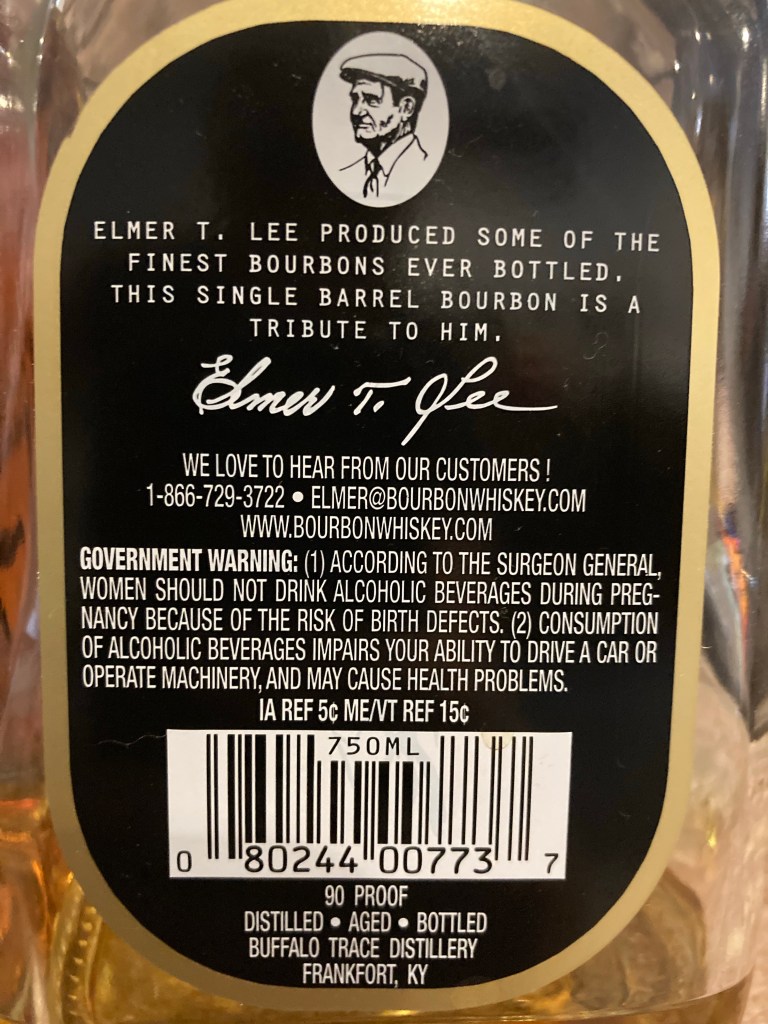 ELMER T. LEE PRODUCED SOME OF THE
FINEST BOURBONS EVER BOTTLED.
THIS SINGLE BARREL BOURBON IS A
TRIBUTE TO HIM.
Elmer T. Lee
WE LOVE TO HEAR FROM OUR CUSTOMERS !
1-866-729-3722 • ELMER@BOURBONWHISKEY.COM
WWW.BOURBONWHISKEY.COM
GOVERNMENT WARNING: (1) ACCORDING TO THE SURGEON GENERAL,
WOMEN SHOULD NOT DRINK ALCOHOLIC BEVERAGES DURING PREG-
NANCY BECAUSE OF THE RISK OF BIRTH DEFECTS. (2) CONSUMPTION
OF ALCOHOLIC BEVERAGES IMPAIRS YOUR ABILITY TO DRIVE A CAR OR
OPERATE MACHINERY, AND MAY CAUSE HEALTH PROBLEMS.
IA REF 5¢ ME/VT REF 15¢
750ML
0 80244 00773 7
90 PROOF
DISTILLED • AGED • BOTTLED
BUFFALO TRACE DISTILLERY
FRANKFORT, KY